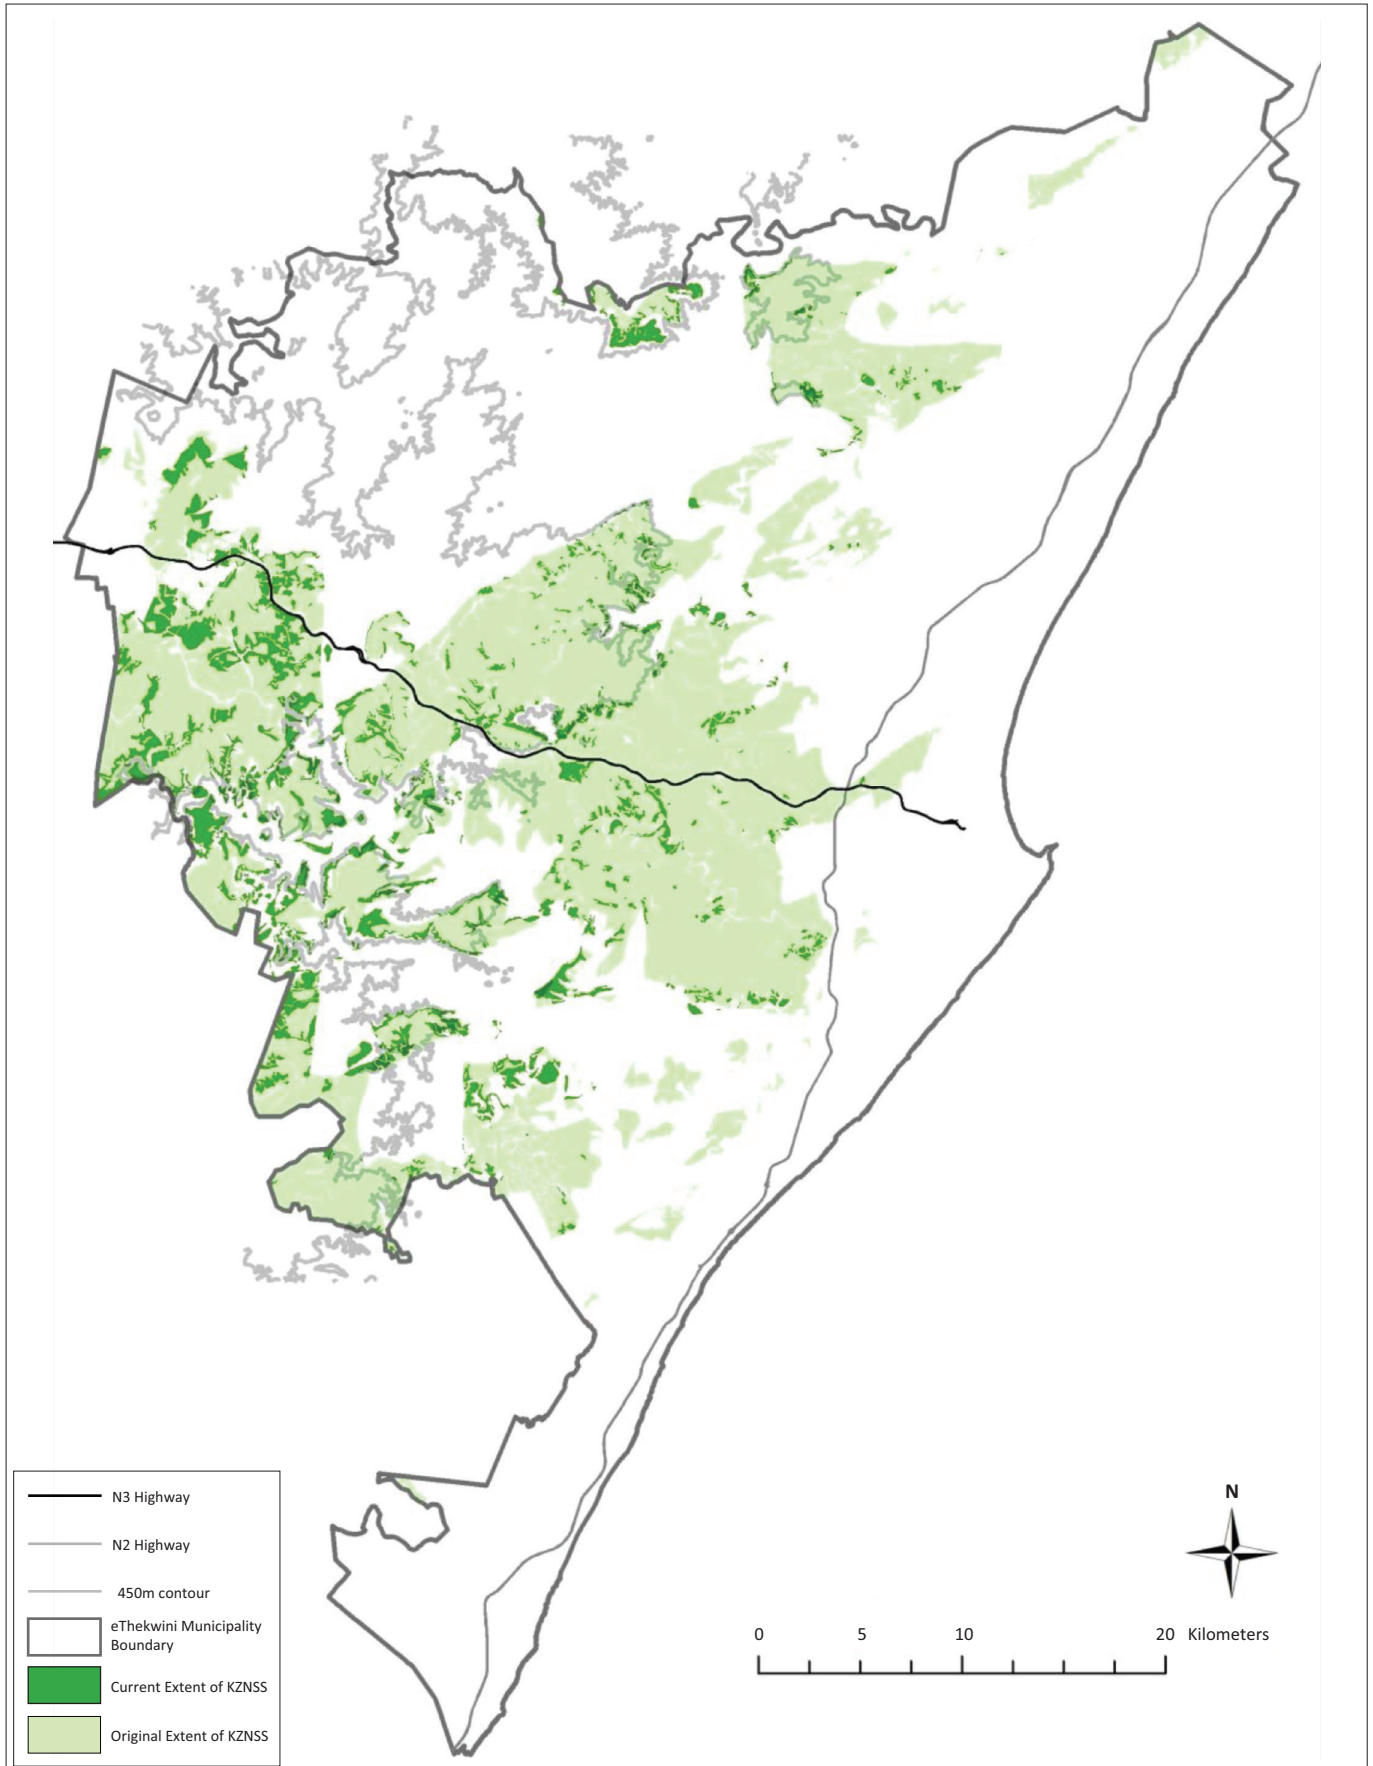 N3 Highway
N2 Highway
450m contour
eThekwini Municipality
Boundary
Current Extent of KZNSS
Original Extent of KZNSS
N
0 5 10 20 Kilometers